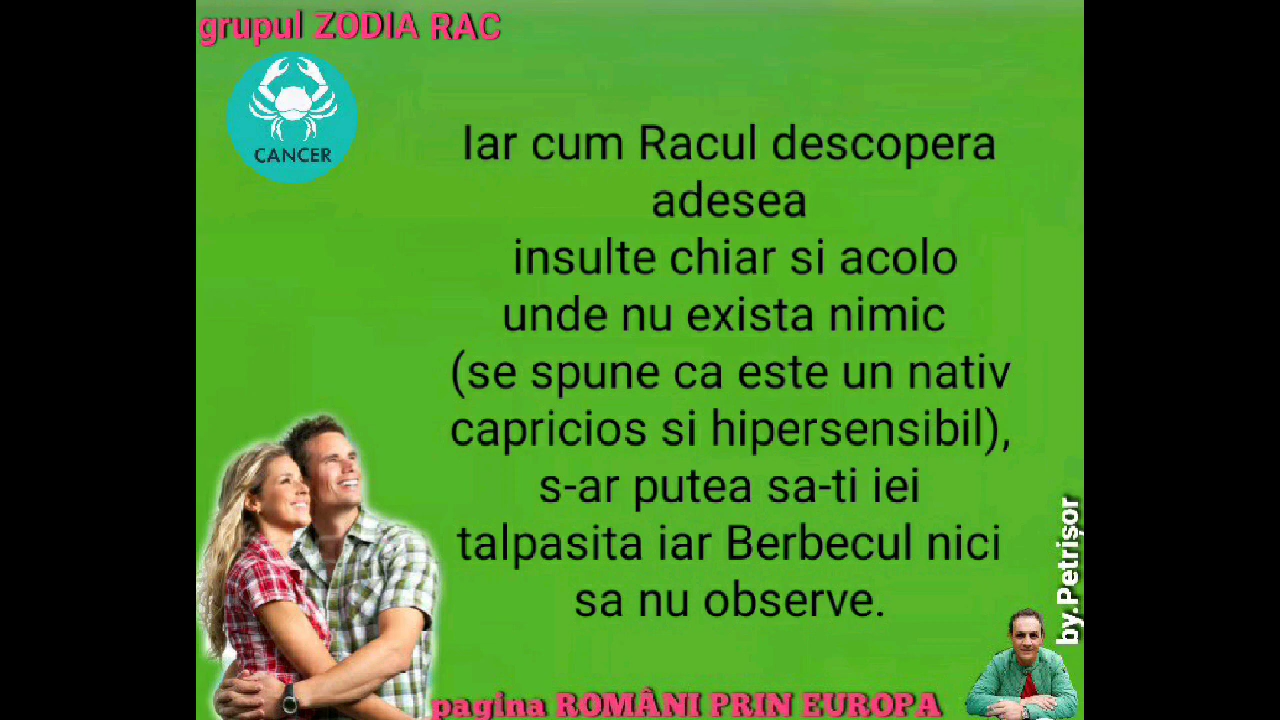 grupul ZODIA RAC
CANCER
Iar cum Racul descopera
adesea
insulte chiar si acolo
unde nu exista nimic
(se spune ca este un nativ
capricios si hipersensibil),
s-ar putea sa-ti iei
talpasita iar Berbecul nici
sa nu observe.
by.Petrișor
pagina ROMÂNI PRIN EUROPA